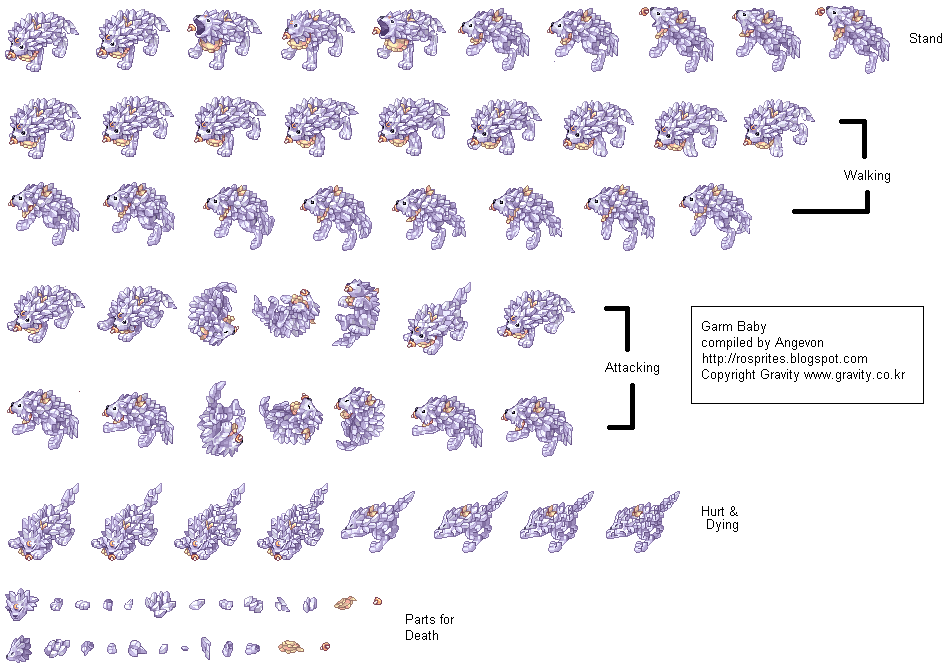 Stand
Walking
Garm Baby
compiled by Angevon
http://rosprites.blogspot.com
Copyright Gravity www.gravity.co.kr
Attacking
Hurt &
Dying
Parts for
Death